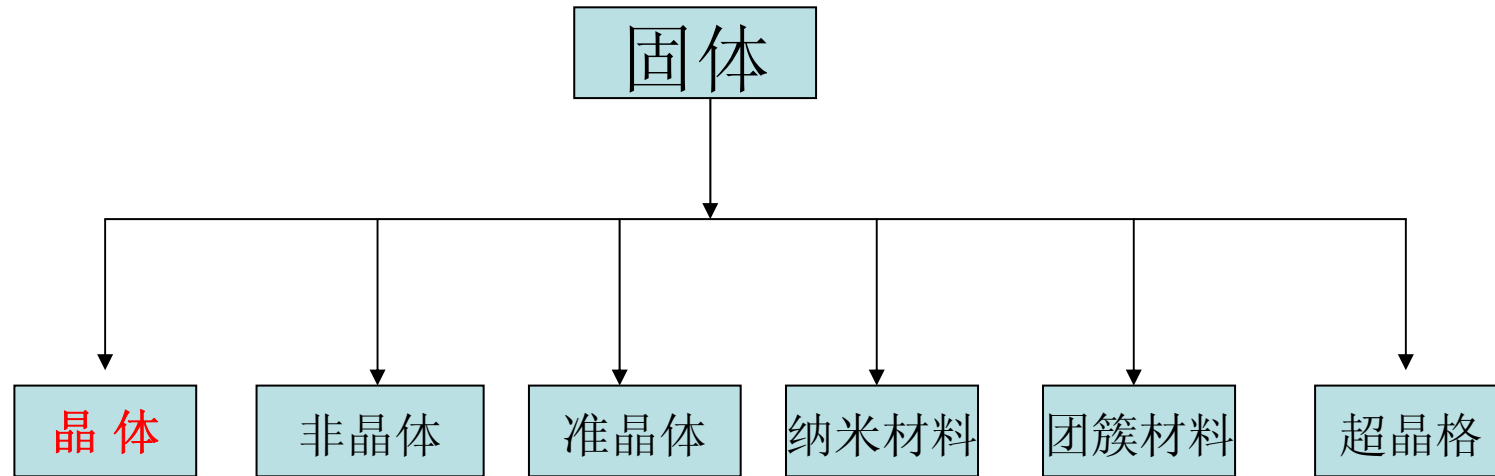 固体
晶 体
非晶体
准晶体
纳米材料
团簇材料
超晶格